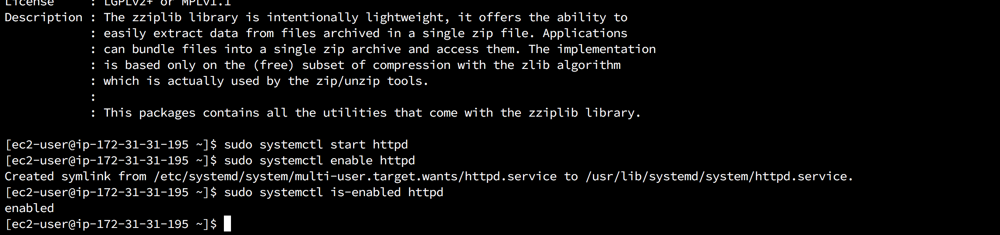 License     : LGPLv2+ or MPLv1.1
Description : The zziplib library is intentionally lightweight, it offers the ability to
            : easily extract data from files archived in a single zip file. Applications
            : can bundle files into a single zip archive and access them. The implementation
            : is based only on the (free) subset of compression with the zlib algorithm
            : which is actually used by the zip/unzip tools.
            :
            : This packages contains all the utilities that come with the zziplib library.
[ec2-user@ip-172-31-31-195 ~]$ sudo systemctl start httpd
[ec2-user@ip-172-31-31-195 ~]$ sudo systemctl enable httpd
Created symlink from /etc/systemd/system/multi-user.target.wants/httpd.service to /usr/lib/systemd/system/httpd.service.
[ec2-user@ip-172-31-31-195 ~]$ sudo systemctl is-enabled httpd
enabled
[ec2-user@ip-172-31-31-195 ~]$